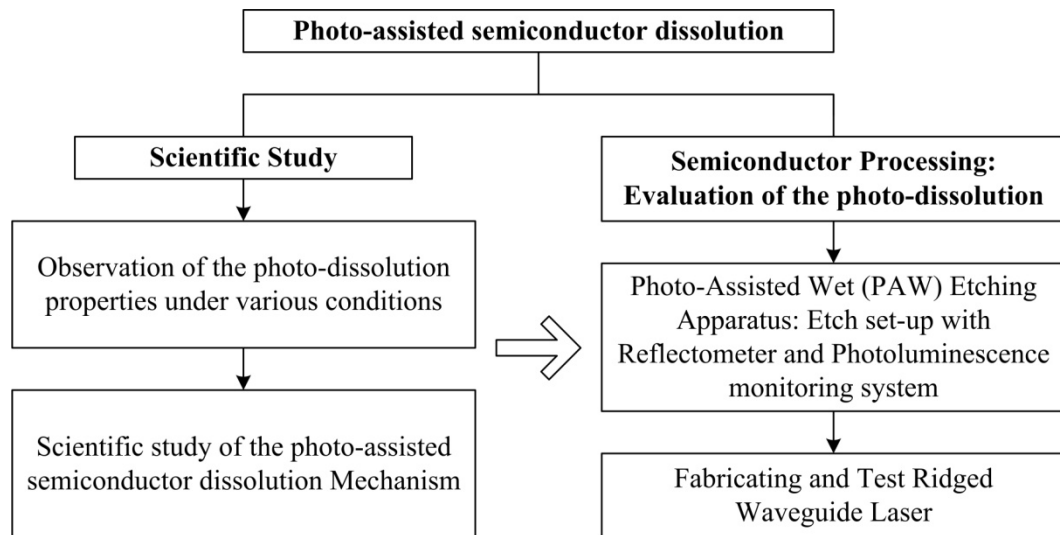 Photo-assisted semiconductor dissolution
Scientific Study
Observation of the photo-dissolution
properties under various conditions
Scientific study of the photo-assisted
semiconductor dissolution Mechanism
Semiconductor Processing:
Evaluation of the photo-dissolution
Photo-Assisted Wet (PAW) Etching
Apparatus: Etch set-up with
Reflectometer and Photoluminescence
monitoring system
Fabricating and Test Ridged
Waveguide Laser